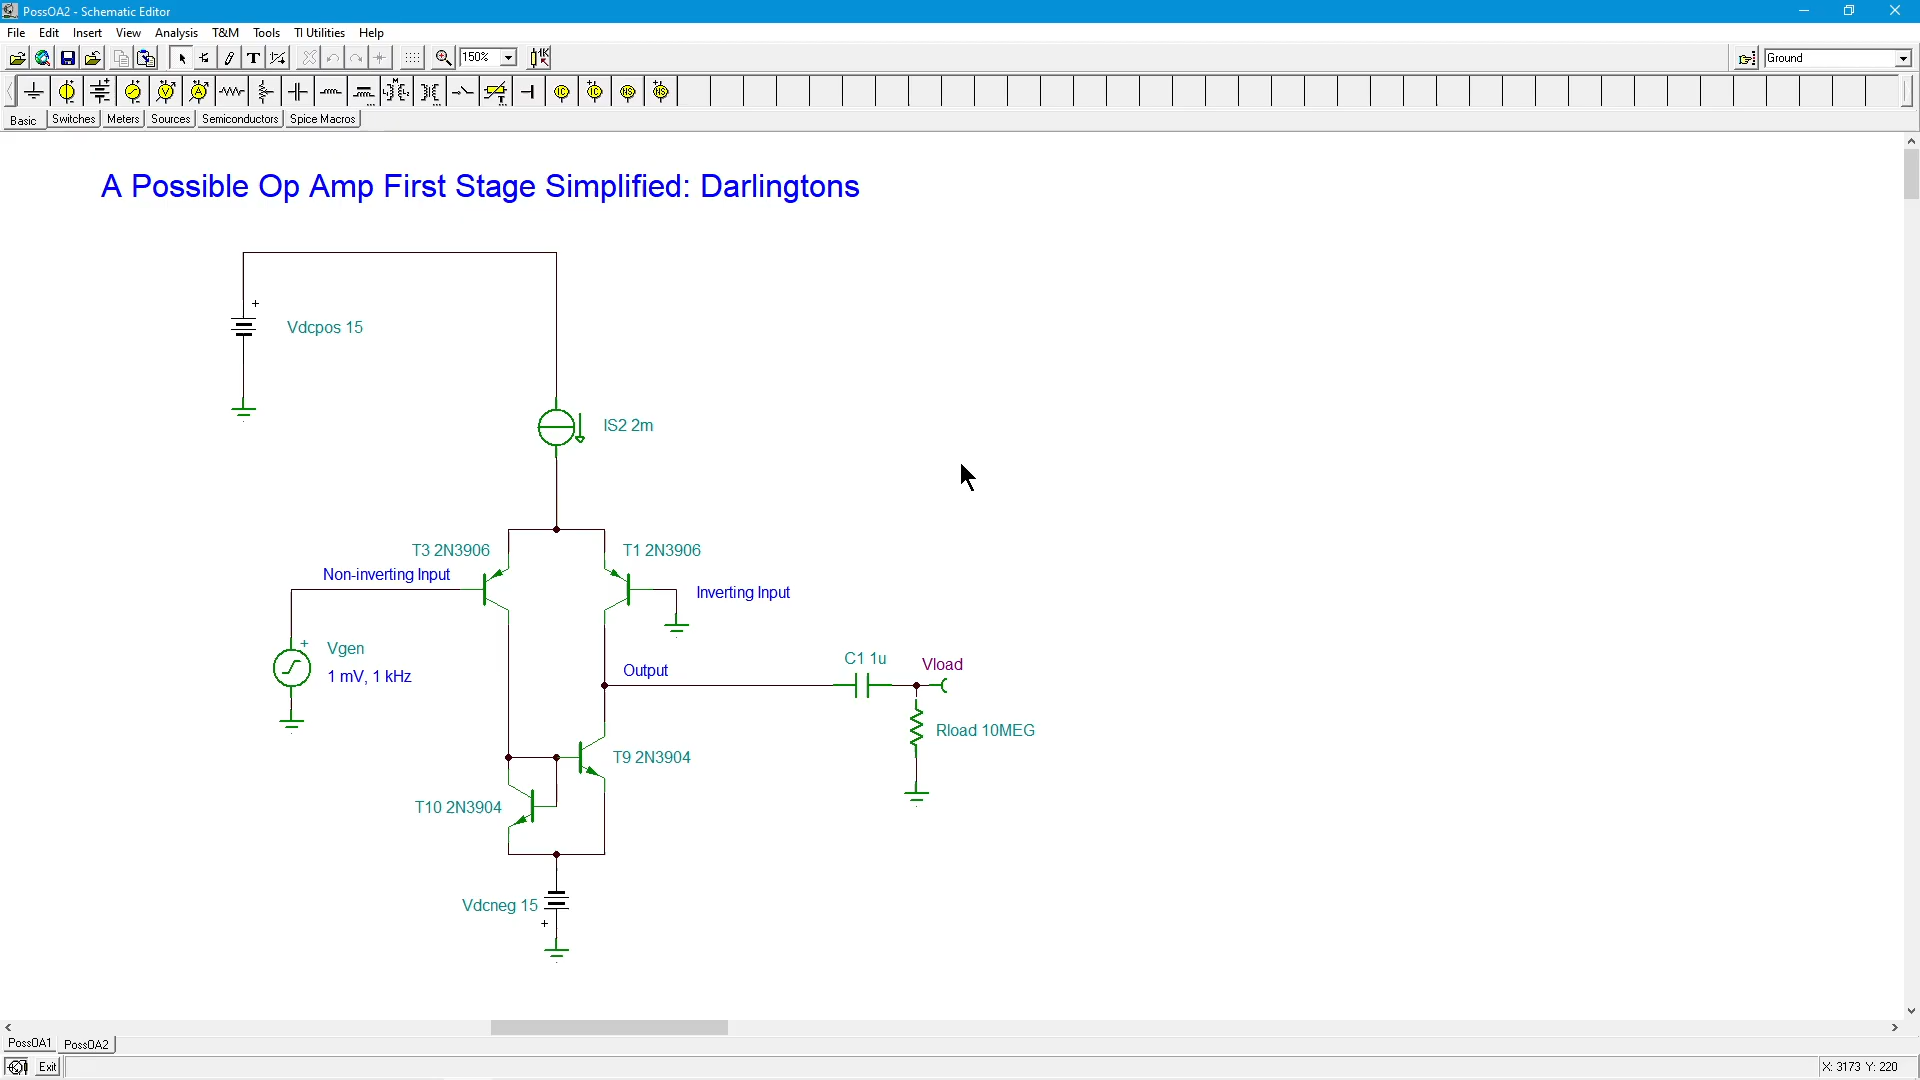 PossOA2 - Schematic Editor
File Edit Insert View Analysis T&M Tools TI Utilities Help
150% 1K Ground
Basic Switches Meters Sources Semiconductors Spice Macros
A Possible Op Amp First Stage Simplified: Darlingtons
+
Vdcpos 15
IS2 2m
T3 2N3906 T1 2N3906
Non-inverting Input
Inverting Input
+ Vgen
1 mV, 1 kHz
C1 1u Vload
Output
Rload 10MEG
T9 2N3904
T10 2N3904
Vdcneg 15
+
PossOA1 PossOA2
Exit X: 3173 Y: 220